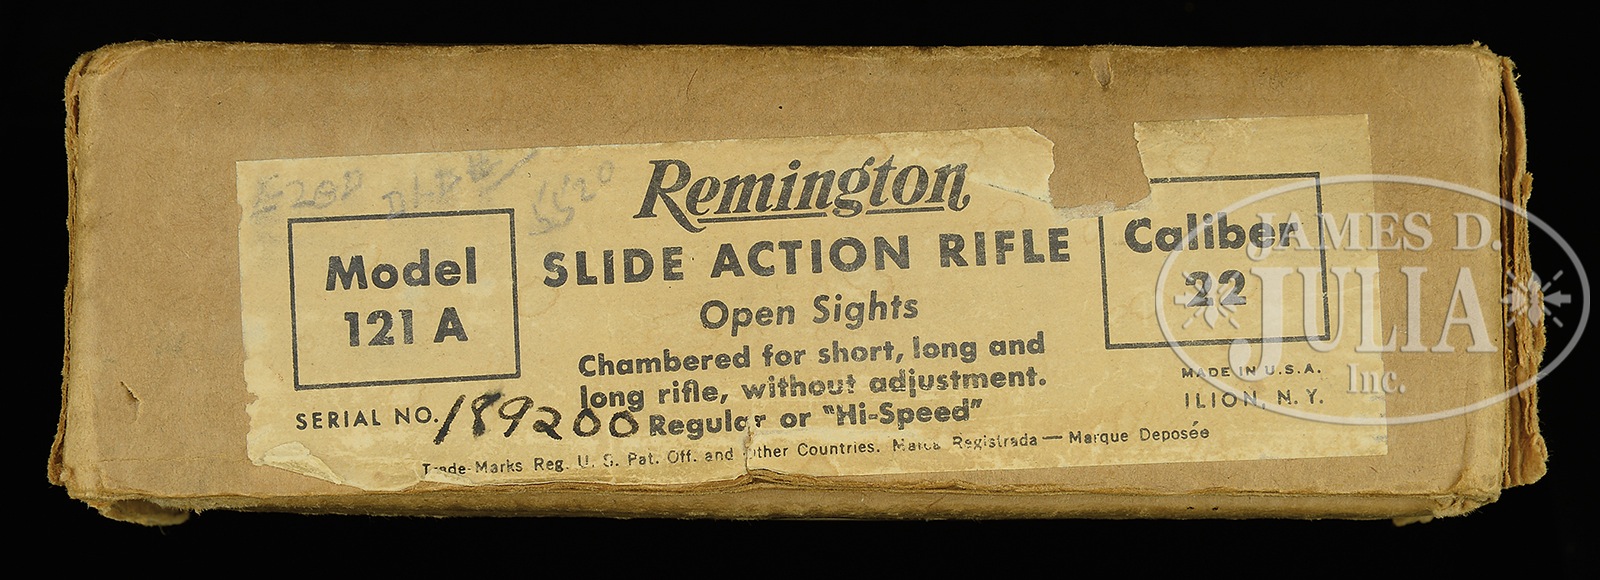 Remington
SLIDE ACTION RIFLE
Open Sights
Chambered for short, long and
long rifle, without adjustment.
Regular or "Hi-Speed"
Model
121 A
SERIAL NO. 189200
Caliber
22
MADE IN U.S.A.
ILION, N.Y.
Trade-Marks Reg. U. S. Pat. Off. and other Countries. Marca Registrada — Marque Deposée
5520
JAMES D.
JULIA
Inc.